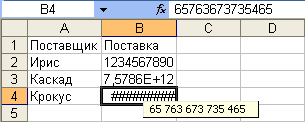 B4 fx 65763673735465
A B C D
1 Поставщик Поставка
2 Ирис 1234567890
3 Каскад 7,5786E+12
4 Крокус ##########
65 763 673 735 465
5